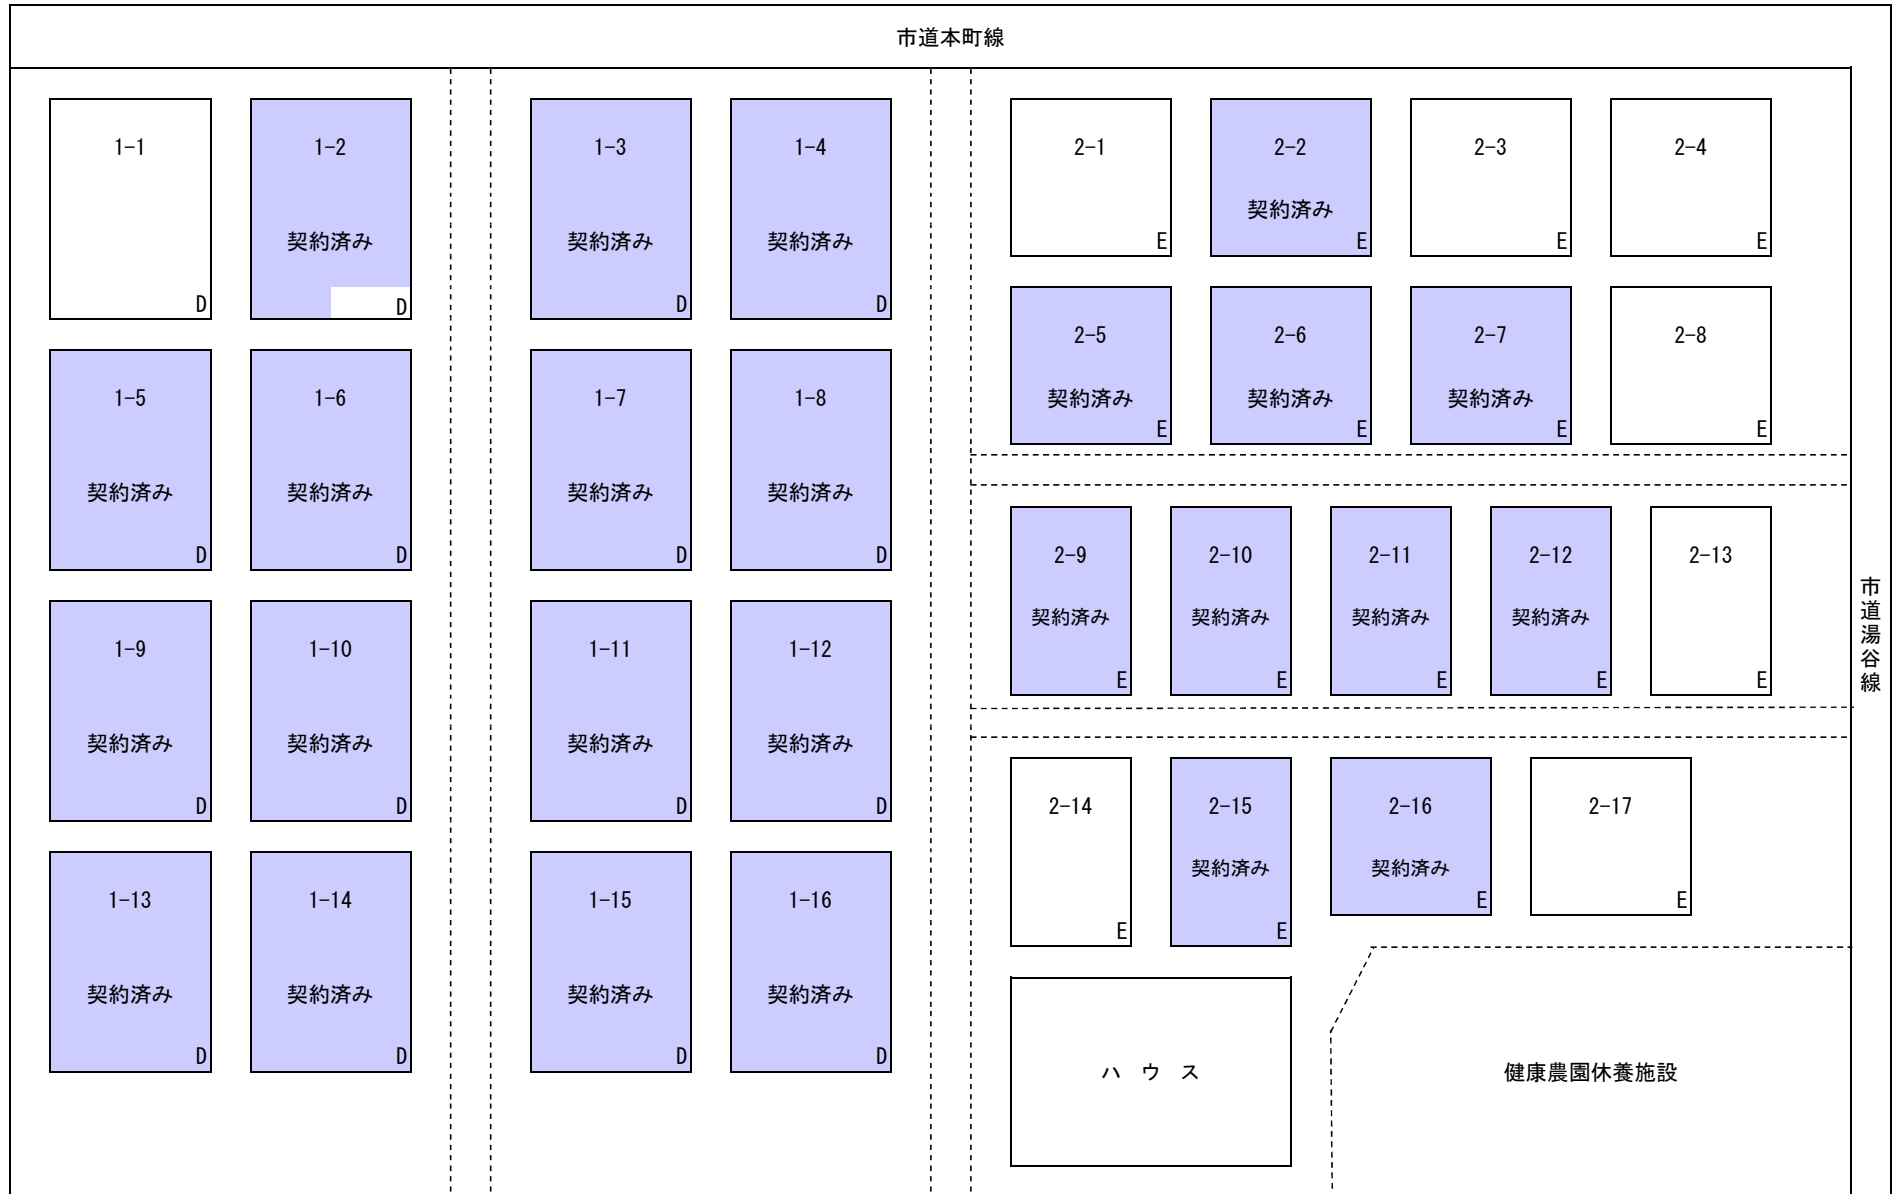 市道本町線
1-1
D
1-2
契約済み
D
1-3
契約済み
D
1-4
契約済み
D
2-1
E
2-2
契約済み
E
2-3
E
2-4
E
2-5
契約済み
E
2-6
契約済み
E
2-7
契約済み
E
2-8
E
1-5
契約済み
D
1-6
契約済み
D
1-7
契約済み
D
1-8
契約済み
D
2-9
契約済み
E
2-10
契約済み
E
2-11
契約済み
E
2-12
契約済み
E
2-13
E
市道湯谷線
1-9
契約済み
D
1-10
契約済み
D
1-11
契約済み
D
1-12
契約済み
D
2-14
E
2-15
契約済み
E
2-16
契約済み
E
2-17
E
1-13
契約済み
D
1-14
契約済み
D
1-15
契約済み
D
1-16
契約済み
D
ハ ウ ス
健康農園休養施設